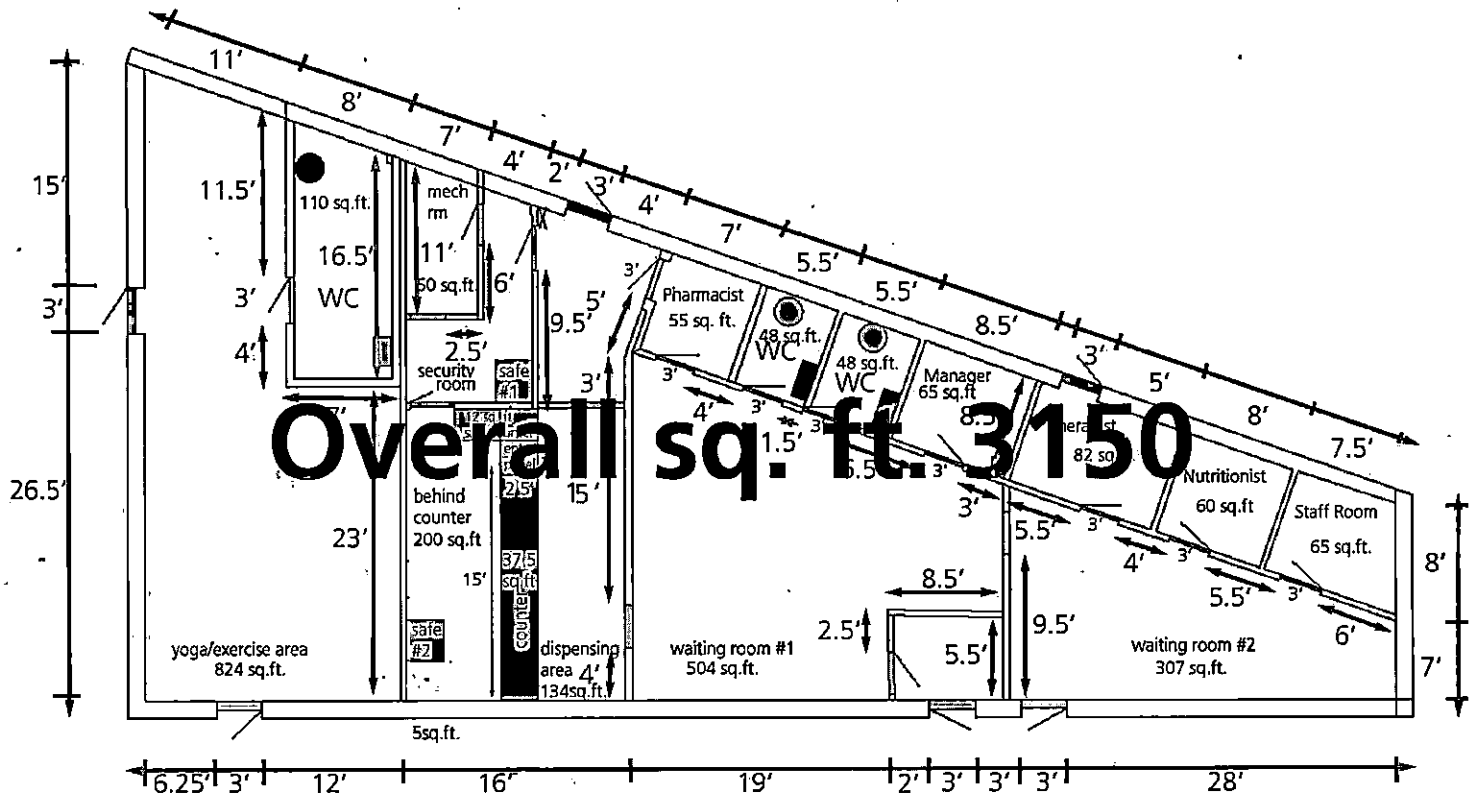 11'
8'
7'
4'
2'
3'
4'
7'
5.5'
5.5'
8.5'
3'
5'
8'
7.5'
15'
3'
26.5'
11.5'
3'
4'
110 sq.ft.
16.5'
WC
7'
23'
mech
rm
11'
60 sq.ft.
6'
2.5'
security
room
safe
#1
9.5'
5'
3'
3'
Pharmacist
55 sq. ft.
48 sq.ft.
WC
48 sq.ft.
WC
Manager
65 sq.ft
8.5'
82 sq
Nutritionist
60 sq.ft
Staff Room
65 sq.ft.
Overall sq. ft. 3150
4'
3'
1.5'
3'
6.5'
3'
3'
5.5'
3'
4'
3'
5.5'
3'
6'
8'
7'
behind
counter
200 sq.ft
15'
2.5'
37.5
sq.ft
counter
safe
#2
15'
dispensing
area
134sq.ft.
4'
yoga/exercise area
824 sq.ft.
waiting room #1
504 sq.ft.
8.5'
2.5'
5.5'
9.5'
waiting room #2
307 sq.ft.
5sq.ft.
6.25'
3'
12'
16'
19'
2'
3'
3'
3'
28'